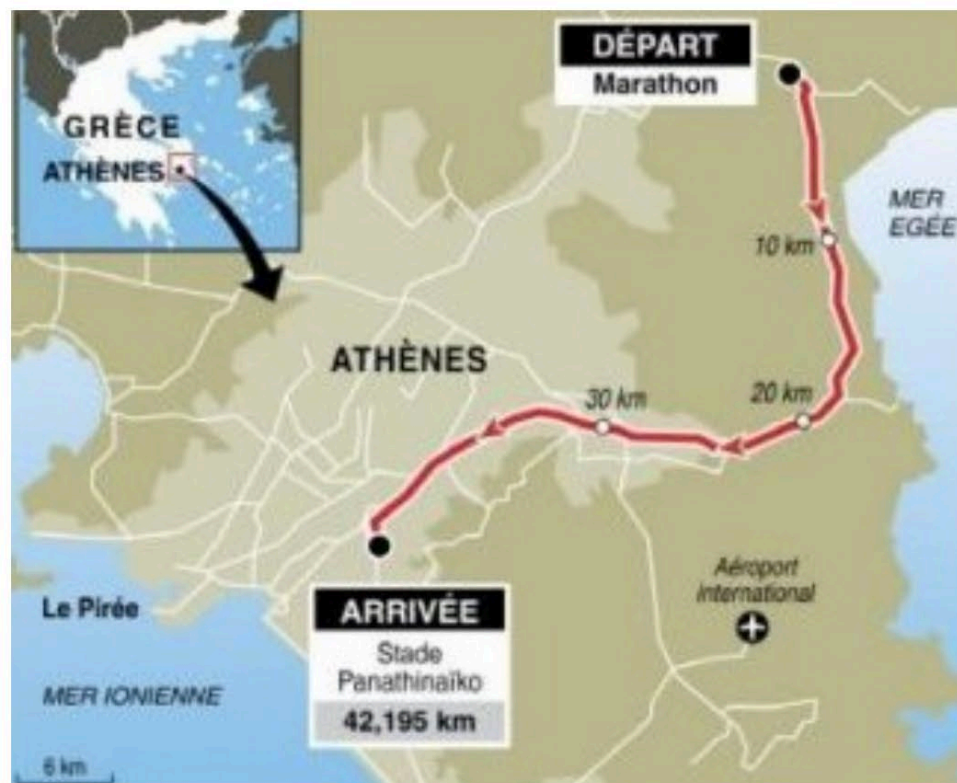 GRÈCE
ATHÈNES
DÉPART
Marathon
MER
EGÉE
10 km
ATHÈNES
30 km
20 km
Aéroport
international
Le Pirée
ARRIVÉE
Stade
Panathinaïko
42,195 km
MER IONIENNE
6 km